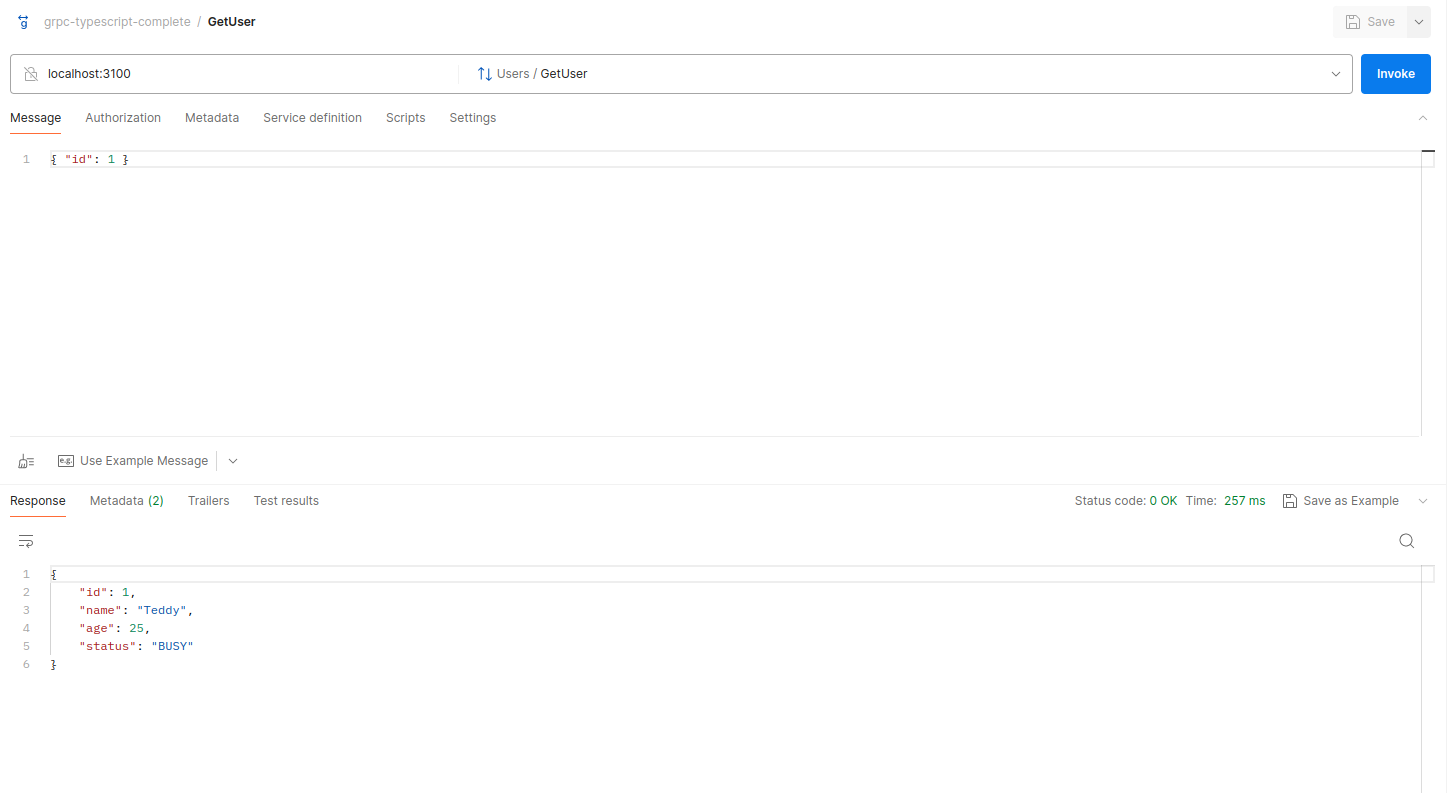 grpc-typescript-complete / GetUser
Save
localhost:3100
Users / GetUser
Invoke
Message Authorization Metadata Service definition Scripts Settings
1 { "id": 1 }
e.g. Use Example Message
Response Metadata (2) Trailers Test results
Status code: 0 OK Time: 257 ms Save as Example
1 {
2 "id": 1,
3 "name": "Teddy",
4 "age": 25,
5 "status": "BUSY"
6 }